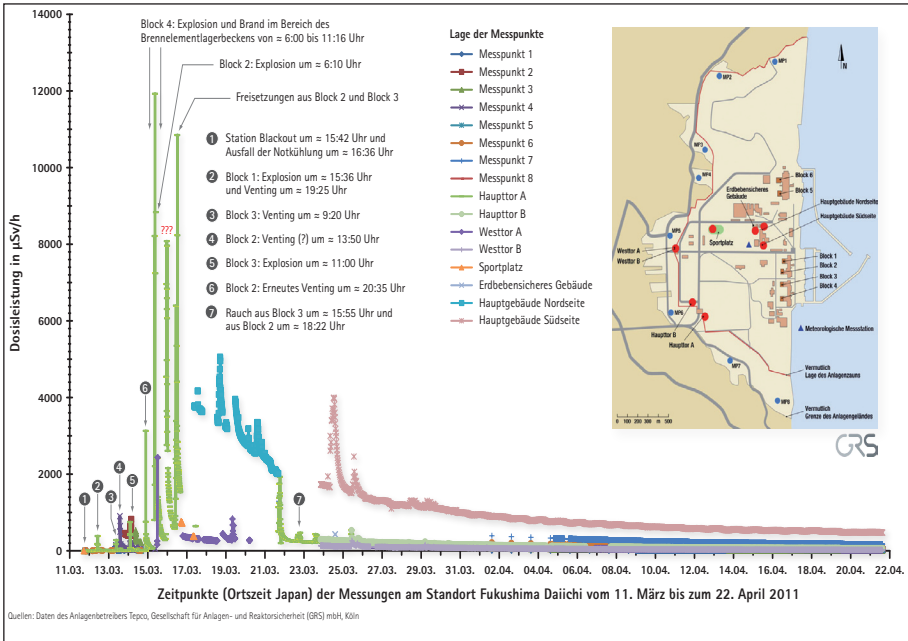 14000
12000
10000
8000
6000
4000
2000
0
Dosisleistung in µSv/h
Block 4: Explosion und Brand im Bereich des
Brennelementlagerbeckens von ≈ 6:00 bis 11:16 Uhr
Block 2: Explosion um ≈ 6:10 Uhr
Freisetzungen aus Block 2 und Block 3
1 Station Blackout um ≈ 15:42 Uhr und
Ausfall der Notkühlung um ≈ 16:36 Uhr
2 Block 1: Explosion um ≈ 15:36 Uhr
und Venting um ≈ 19:25 Uhr
3 Block 3: Venting um ≈ 9:20 Uhr
4 Block 2: Venting (?) um ≈ 13:50 Uhr
5 Block 3: Explosion um ≈ 11:00 Uhr
6 Block 2: Erneutes Venting um ≈ 20:35 Uhr
7 Rauch aus Block 3 um ≈ 15:55 Uhr und
aus Block 2 um ≈ 18:22 Uhr
???
1
2
3
4
5
6
7
Lage der Messpunkte
Messpunkt 1
Messpunkt 2
Messpunkt 3
Messpunkt 4
Messpunkt 5
Messpunkt 6
Messpunkt 7
Messpunkt 8
Haupttor A
Haupttor B
Westtor A
Westtor B
Sportplatz
Erdbebensicheres Gebäude
Hauptgebäude Nordseite
Hauptgebäude Südseite
MP1
N
MP2
MP3
MP4
Block 6
Block 5
Erdbebensicheres
Gebäude
Hauptgebäude Nordseite
Hauptgebäude Südseite
MP5
Sportplatz
Westtor A
Westtor B
Block 1
Block 2
Block 3
Block 4
MP6
Haupttor B
Haupttor A
Meteorologische Messstation
MP7
Vermutlich
Lage des Anlagenzauns
MP8
Vermutlich
Grenze des Anlagengeländes
0 100 200 300 400 m 500
GRS
11.03. 13.03. 15.03. 17.03. 19.03. 21.03. 23.03. 25.03. 27.03. 29.03. 31.03. 02.04. 04.04. 06.04. 08.04. 10.04. 12.04. 14.04. 16.04. 18.04. 20.04. 22.04.
Zeitpunkte (Ortszeit Japan) der Messungen am Standort Fukushima Daiichi vom 11. März bis zum 22. April 2011
Quellen: Daten des Anlagenbetreibers Tepco, Gesellschaft für Anlagen- und Reaktorsicherheit (GRS) mbH, Köln